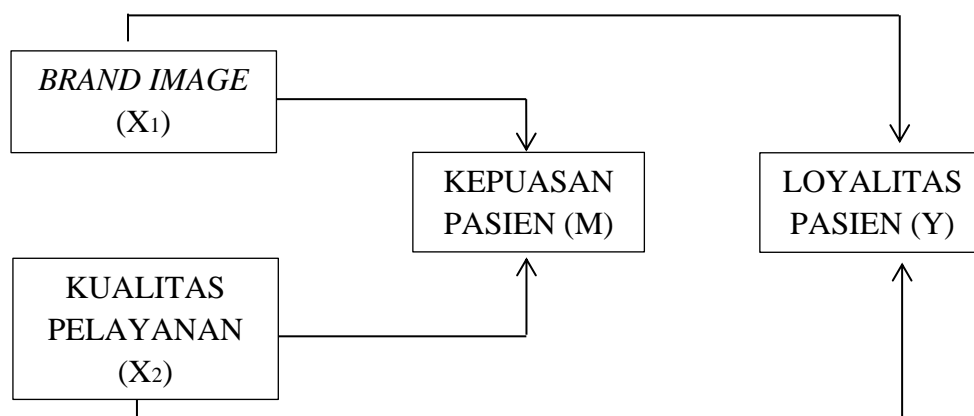 BRAND IMAGE
(X1)
KEPUASAN
PASIEN (M)
LOYALITAS
PASIEN (Y)
KUALITAS
PELAYANAN
(X2)